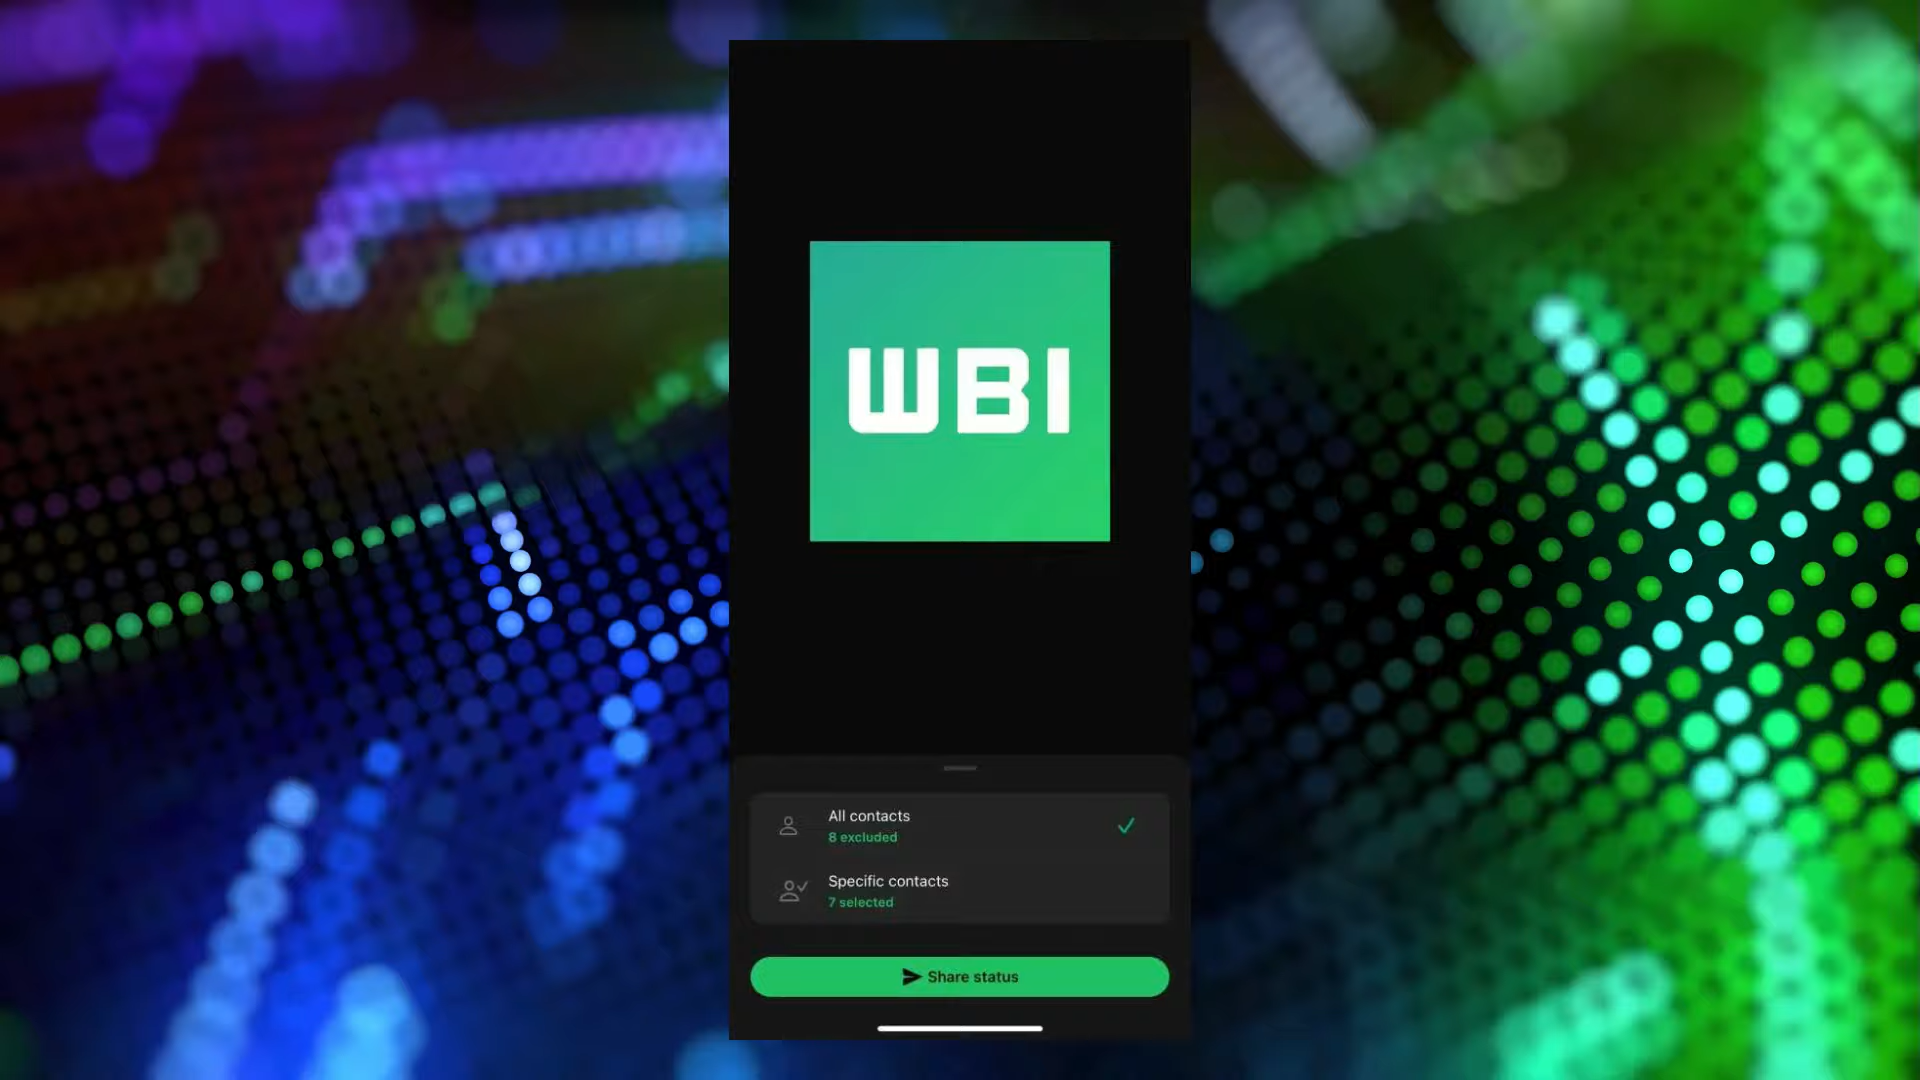 WBI
All contacts
8 excluded
Specific contacts
7 selected
Share status